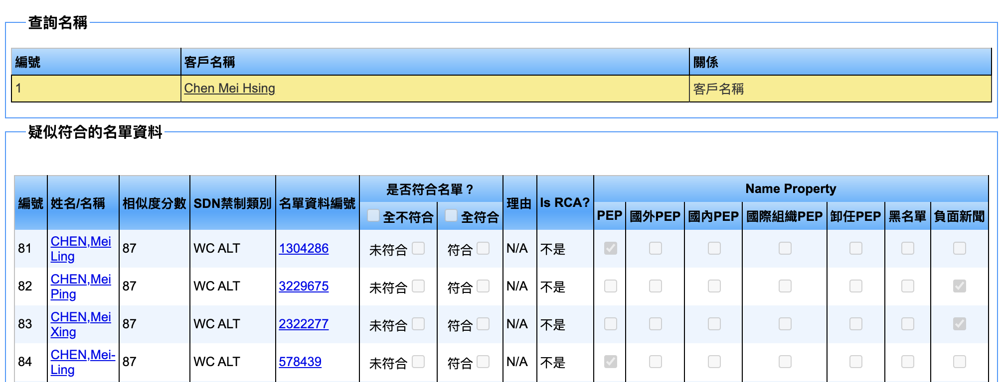 查詢名稱
編號 客戶名稱 關係
1 Chen Mei Hsing 客戶名稱
疑似符合的名單資料
編號 姓名/名稱 相似度分數 SDN禁制類別 名單資料編號 是否符合名單？ 理由 Is RCA? Name Property
全不符合 全符合 PEP 國外PEP 國內PEP 國際組織PEP 卸任PEP 黑名單 負面新聞
81 CHEN,Mei Ling 87 WC ALT 1304286 未符合 符合 N/A 不是
82 CHEN,Mei Ping 87 WC ALT 3229675 未符合 符合 N/A 不是
83 CHEN,Mei Xing 87 WC ALT 2322277 未符合 符合 N/A 不是
84 CHEN,Mei-Ling 87 WC ALT 578439 未符合 符合 N/A 不是